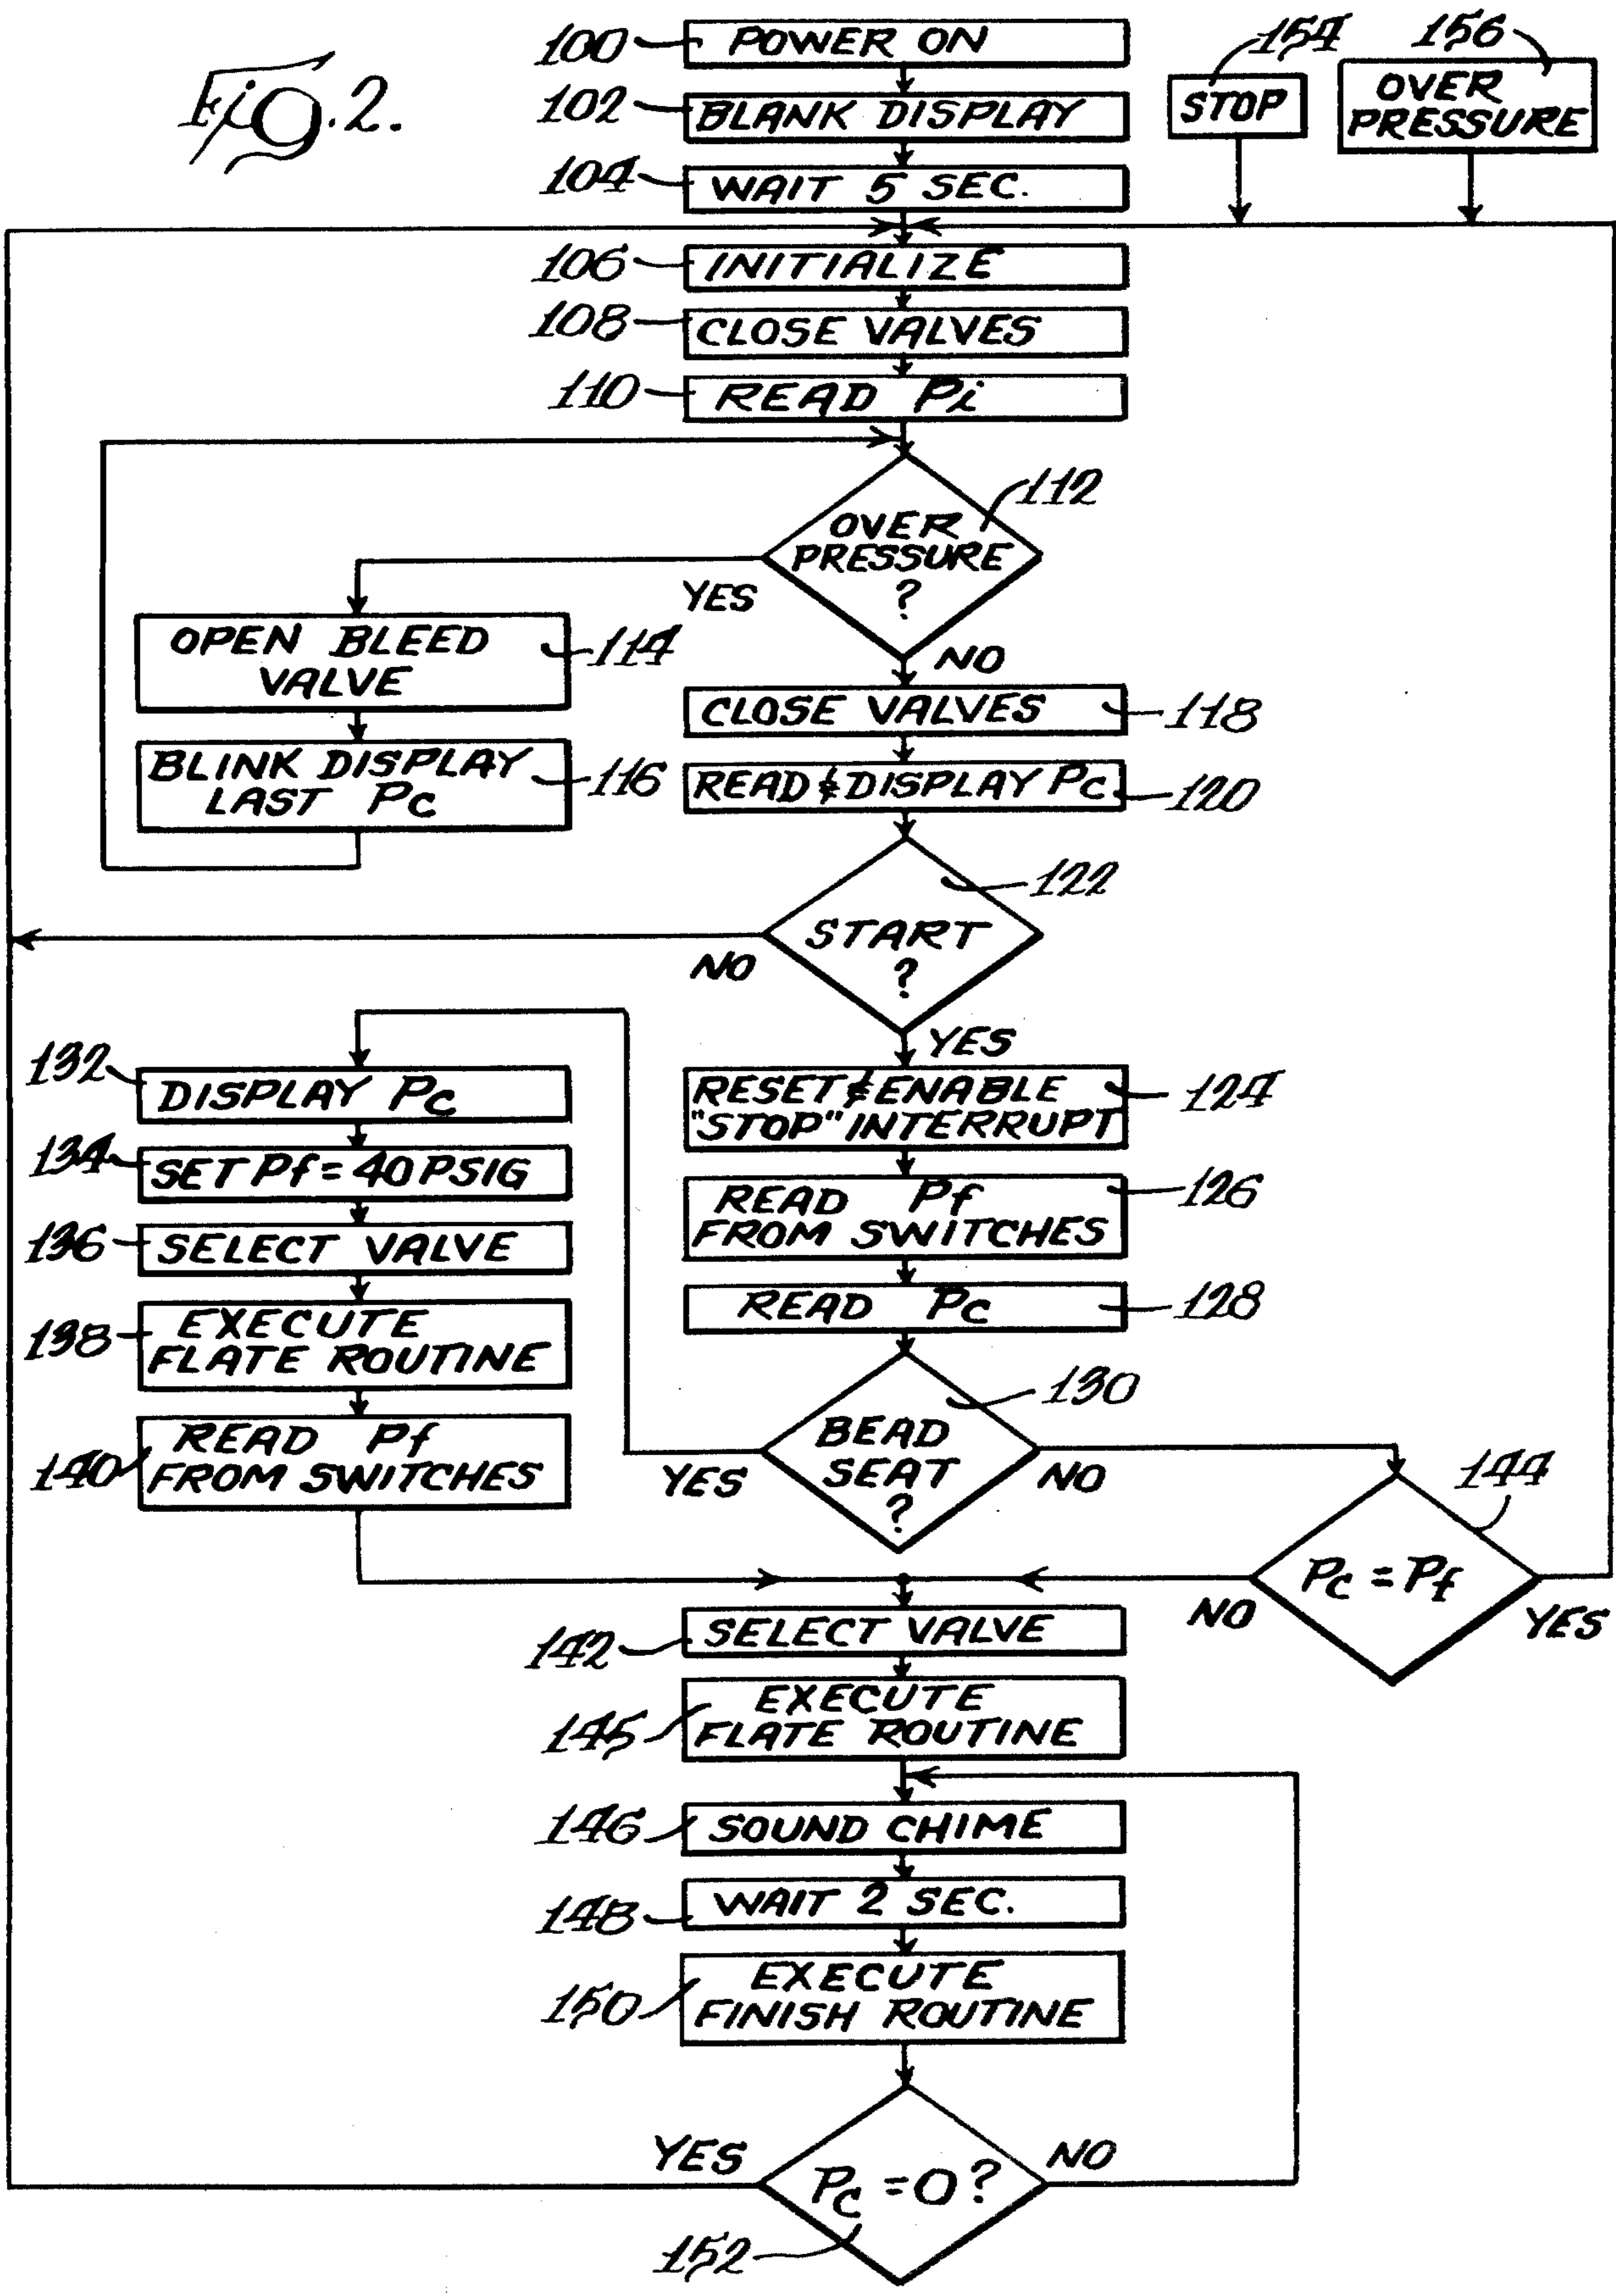 Fig. 2.
100
POWER ON
154
156
STOP
OVER
PRESSURE
102
BLANK DISPLAY
104
WAIT 5 SEC.
106
INITIALIZE
108
CLOSE VALVES
110
READ Pi
112
OVER
PRESSURE
?
YES
NO
OPEN BLEED
VALVE
114
BLINK DISPLAY
LAST Pc
116
CLOSE VALVES
118
READ & DISPLAY Pc
120
122
START
?
NO
YES
RESET & ENABLE
"STOP" INTERRUPT
124
READ Pf
FROM SWITCHES
126
READ Pc
128
130
BEAD
SEAT
?
YES
NO
132
DISPLAY Pc
134
SET Pf = 40 PSIG
136
SELECT VALVE
138
EXECUTE
FLATE ROUTINE
140
READ Pf
FROM SWITCHES
144
Pc = Pf
NO
YES
142
SELECT VALVE
145
EXECUTE
FLATE ROUTINE
146
SOUND CHIME
148
WAIT 2 SEC.
150
EXECUTE
FINISH ROUTINE
YES
NO
Pc = 0 ?
152